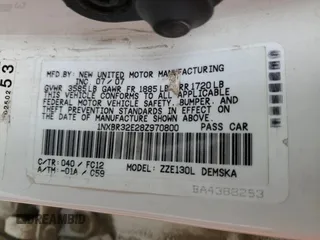 MFD BY: NEW UNITED MOTOR MANUFACTURING
INC 07/07
GVWR 3585LB GAWR FR 1885LB RR 1720LB
THIS VEHICLE CONFORMS TO ALL APPLICABLE
FEDERAL MOTOR VEHICLE SAFETY, BUMPER, AND
THEFT PREVENTION STANDARDS IN EFFECT ON
THE DATE OF MANUFACTURE SHOWN ABOVE.
1NXBR32E28Z970800 PASS CAR
C/TR: 040 / FC12
A/TM: -01A / C59
MODEL: ZZE130L DEMSKA
BA4388253
53